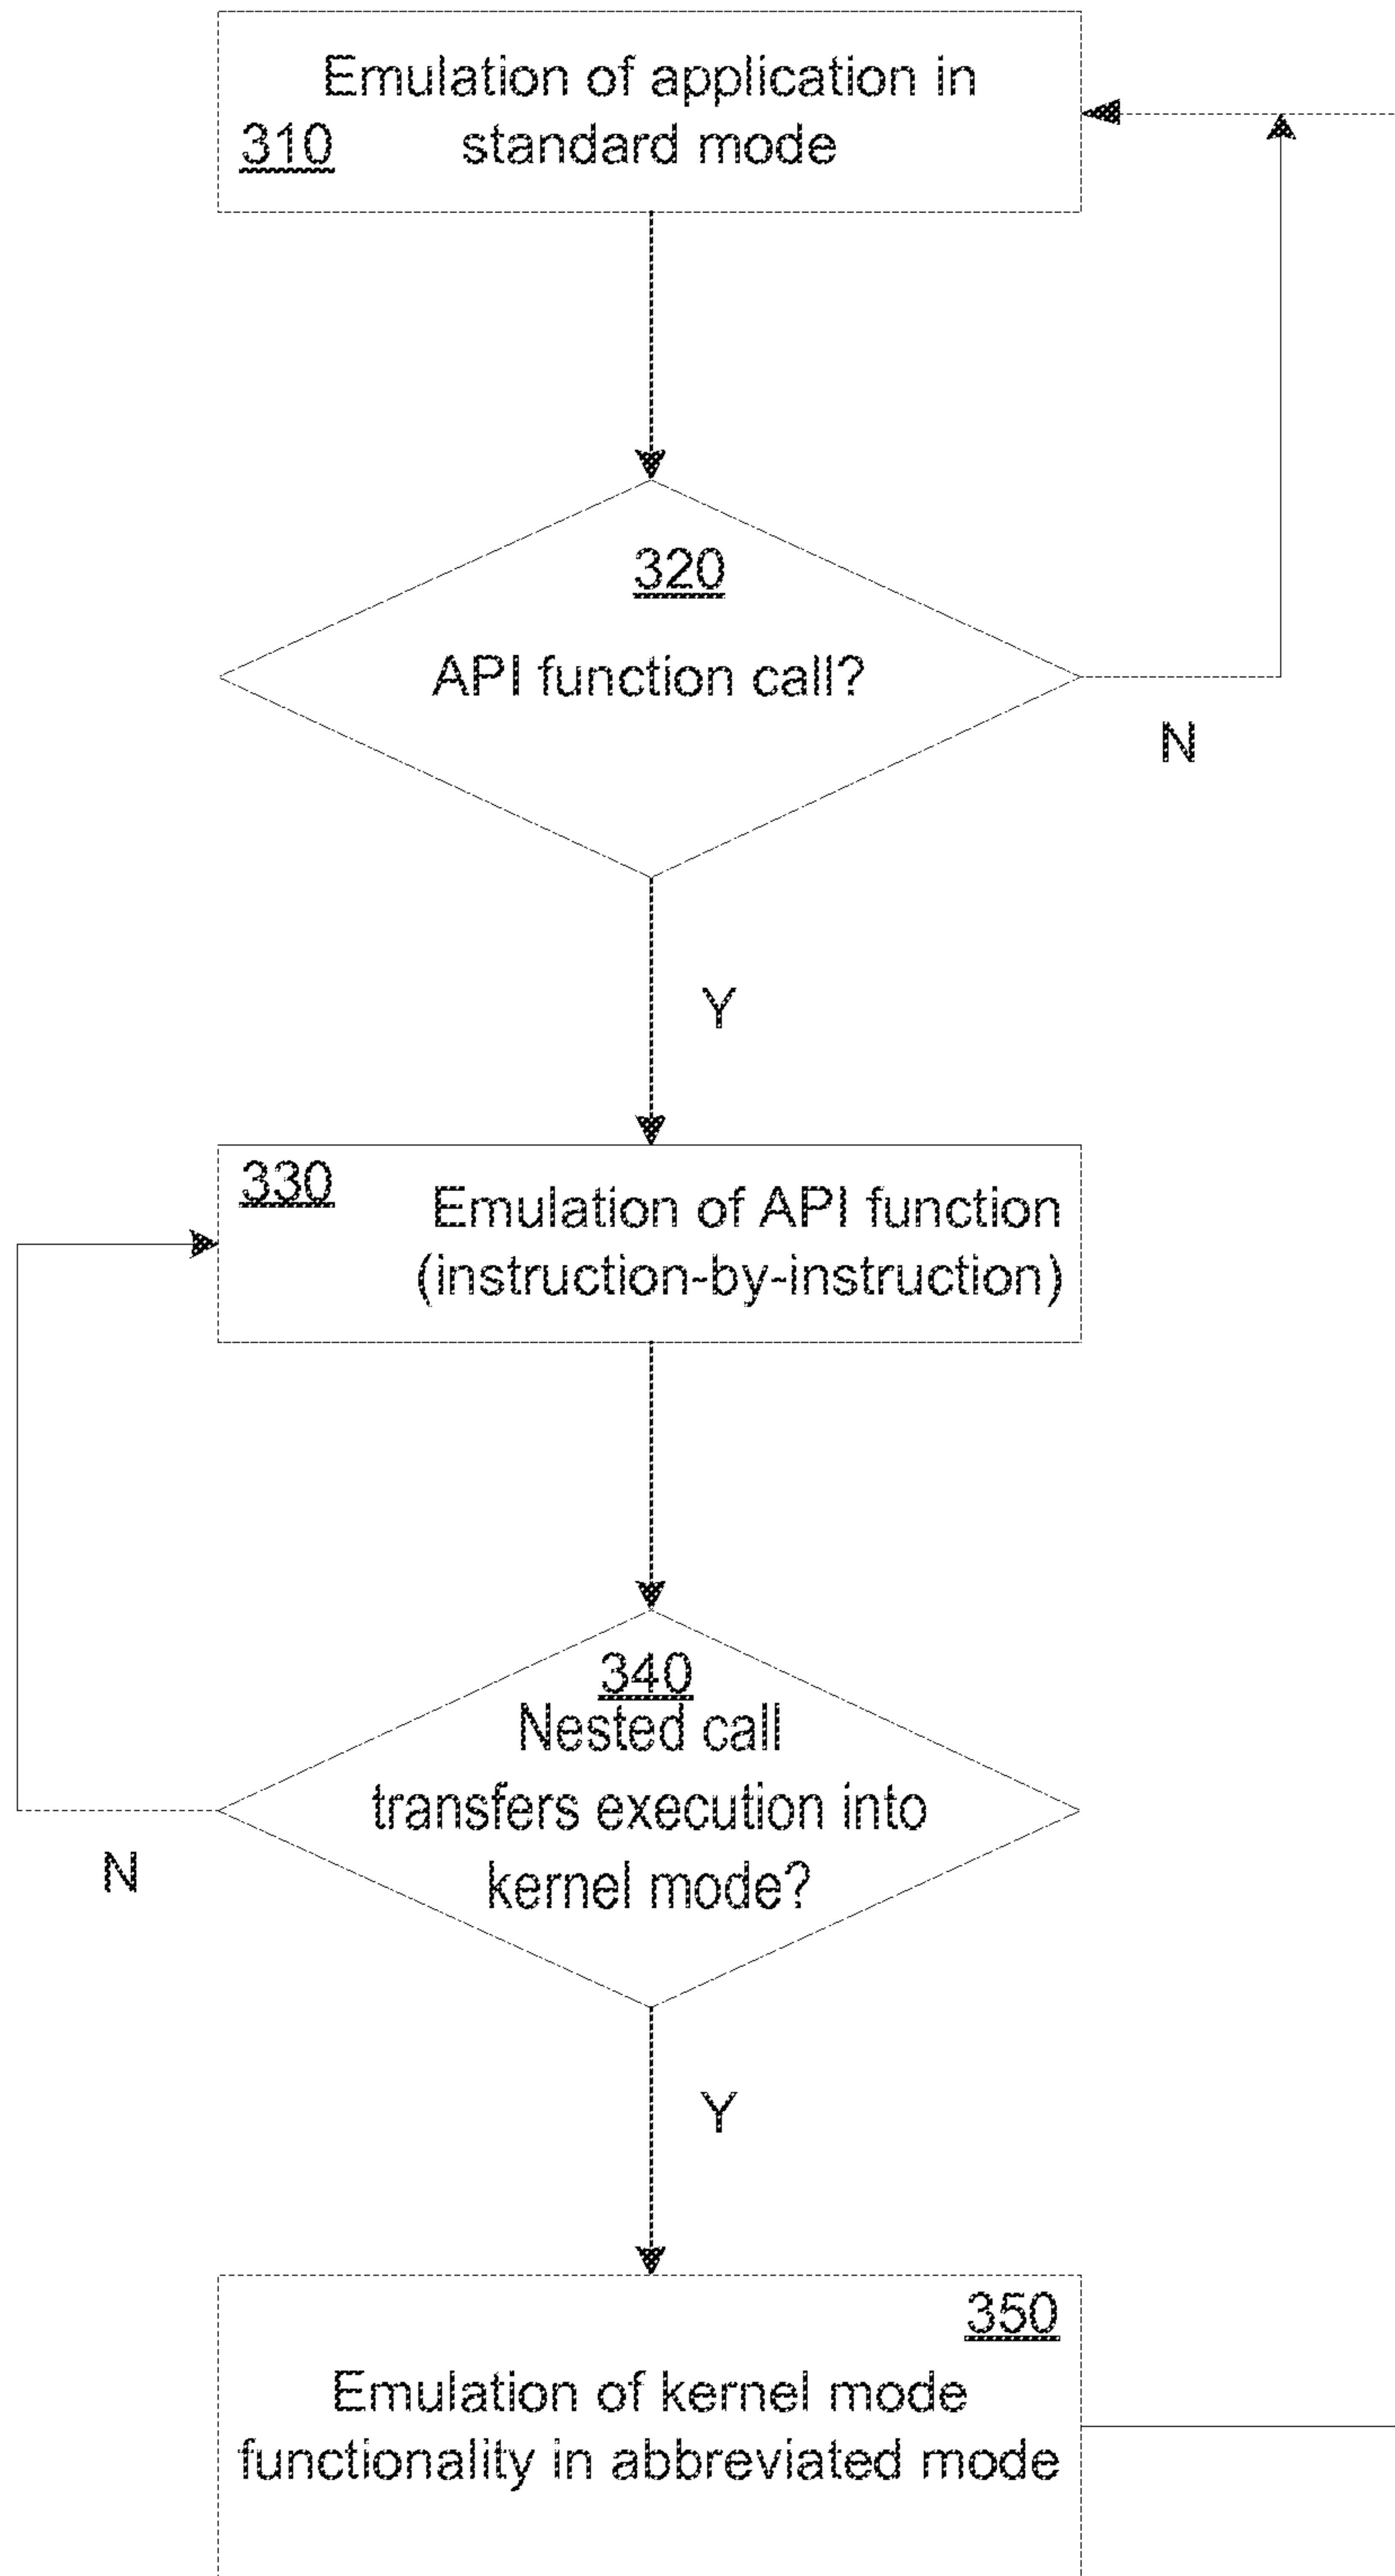 Emulation of application in
310 standard mode
320
API function call?
N
Y
330
Emulation of API function
(instruction-by-instruction)
340
Nested call
transfers execution into
kernel mode?
N
Y
350
Emulation of kernel mode
functionality in abbreviated mode